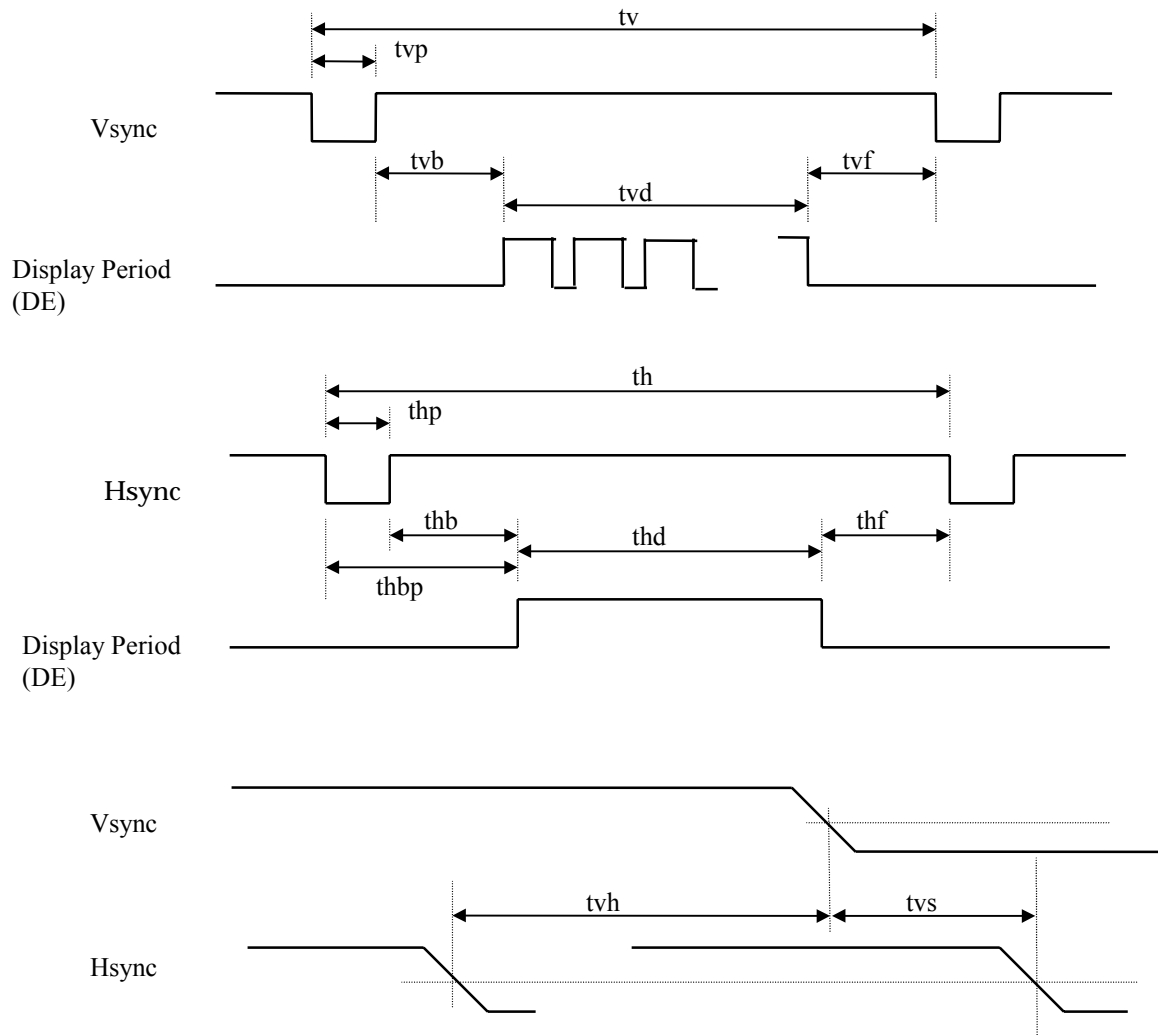 tv
tvp
Vsync
tvb
tvf
tvd
Display Period
(DE)
th
thp
Hsync
thb
thd
thf
thbp
Display Period
(DE)
Vsync
tvh
tvs
Hsync